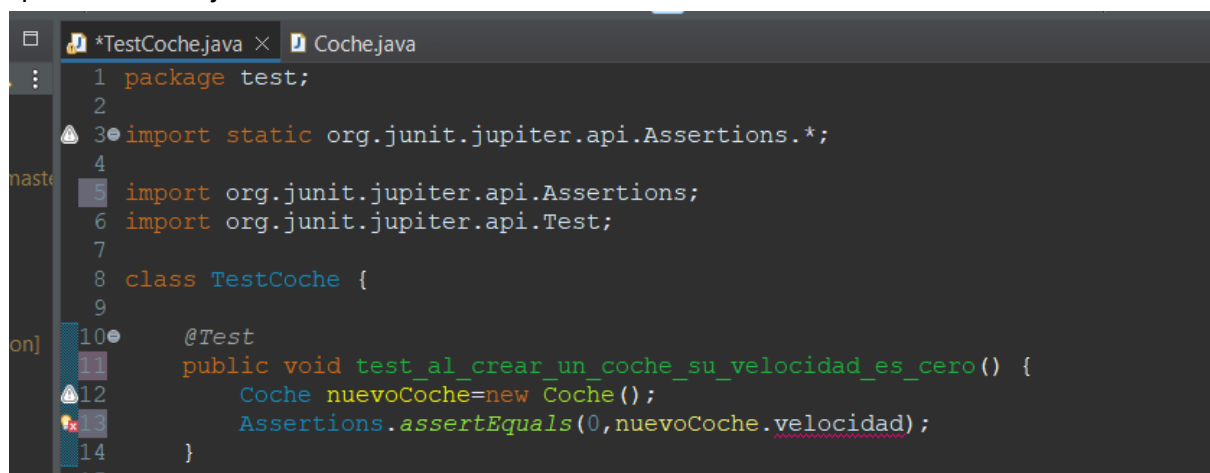 *TestCoche.java × Coche.java
1 package test;
2
3 import static org.junit.jupiter.api.Assertions.*;
4
5 import org.junit.jupiter.api.Assertions;
6 import org.junit.jupiter.api.Test;
7
8 class TestCoche {
9
10 @Test
11 public void test_al_crear_un_coche_su_velocidad_es_cero() {
12 Coche nuevoCoche=new Coche();
13 Assertions.assertEquals(0,nuevoCoche.velocidad);
14 }